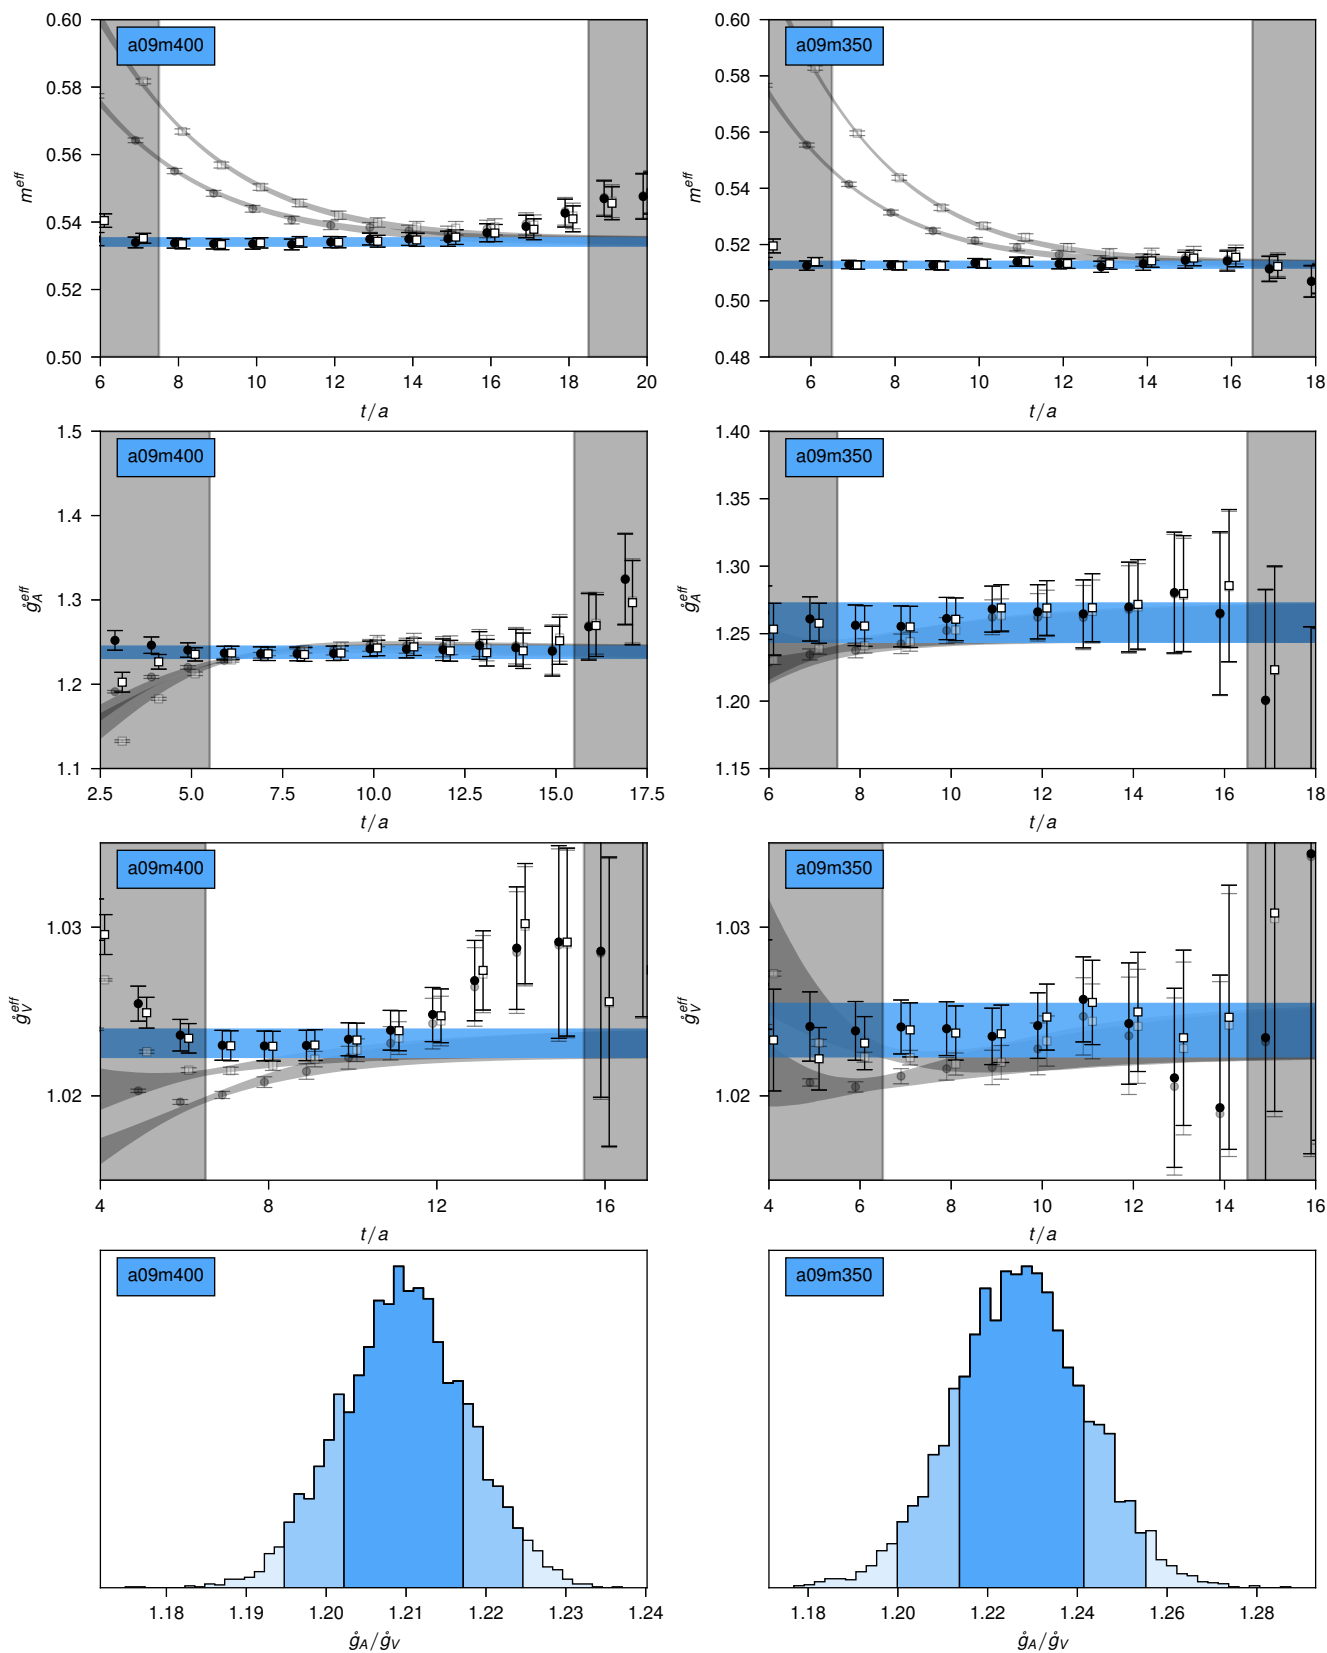 a09m400
m^eff
0.60
0.58
0.56
0.54
0.52
0.50
6 8 10 12 14 16 18 20
t/a
a09m350
m^eff
0.60
0.58
0.56
0.54
0.52
0.50
0.48
6 8 10 12 14 16 18
t/a
a09m400
g̊_A^eff
1.5
1.4
1.3
1.2
1.1
2.5 5.0 7.5 10.0 12.5 15.0 17.5
t/a
a09m350
g̊_A^eff
1.40
1.35
1.30
1.25
1.20
1.15
6 8 10 12 14 16 18
t/a
a09m400
g̊_V^eff
1.03
1.02
4 8 12 16
t/a
a09m350
g̊_V^eff
1.03
1.02
4 6 8 10 12 14 16
t/a
a09m400
1.18 1.19 1.20 1.21 1.22 1.23 1.24
g̊_A/g̊_V
a09m350
1.18 1.20 1.22 1.24 1.26 1.28
g̊_A/g̊_V